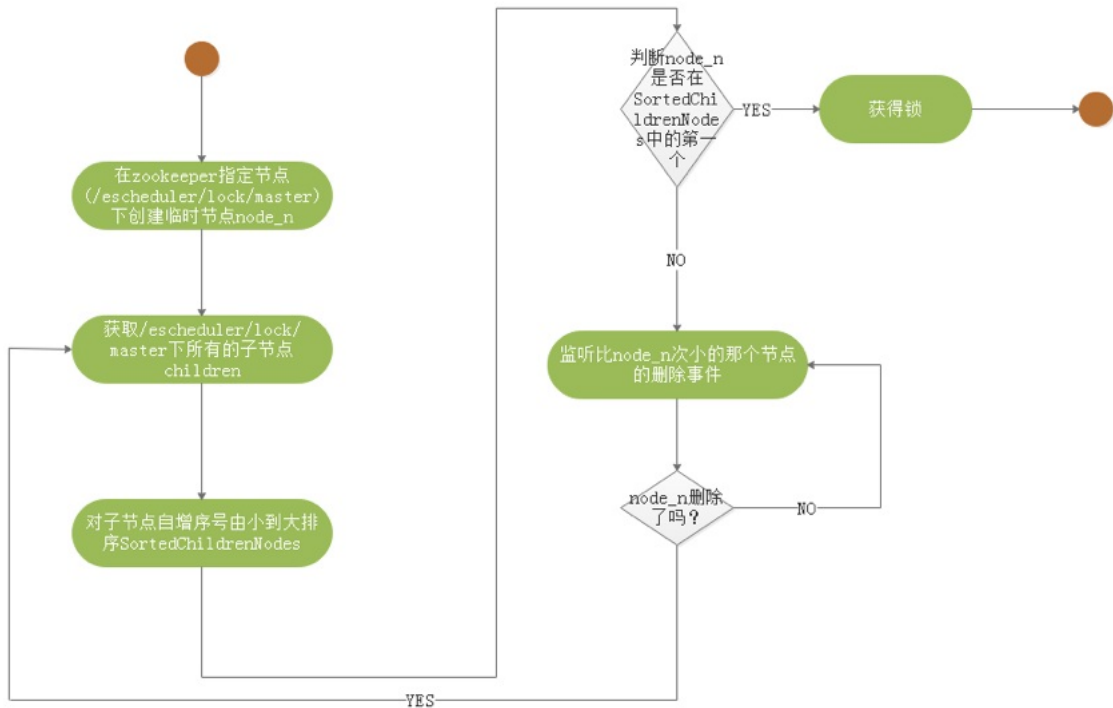 在zookeeper指定节点
(/escheduler/lock/master)
下创建临时节点node_n
获取/escheduler/lock/
master下所有的子节点
children
对子节点自增序号由小到大排
序SortedChildrenNodes
判断node_n
是否在
SortedChi
ldrenNode
s中的第一
个
YES
获得锁
NO
监听比node_n次小的那个节点
的删除事件
node_n删除
了吗？
NO
YES